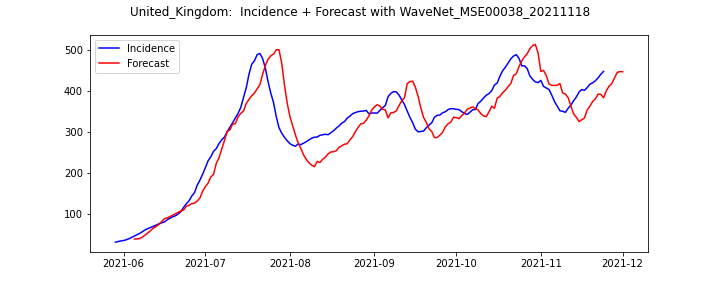 United_Kingdom:  Incidence + Forecast with WaveNet_MSE00038_20211118
Incidence
Forecast
500
400
300
200
100
2021-06 2021-07 2021-08 2021-09 2021-10 2021-11 2021-12